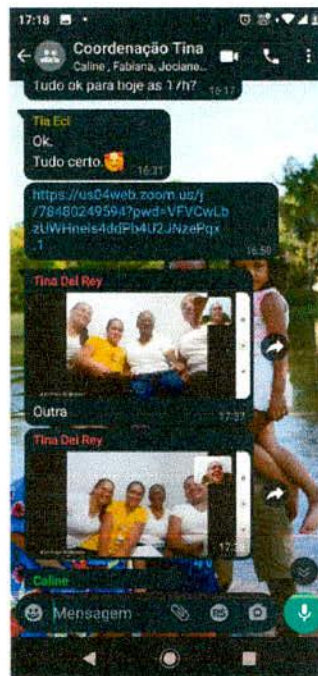 17:18
Coordenação Tina
Caline, Fabiana, Jociane...
Tudo ok para hoje as 17h?
16:17
Tia Eci
Ok.
Tudo certo.
16:31
https://us04web.zoom.us/j
/78480249594?pwd=VFVCwLb
zUWHneIs4ddPb4U2JNzePqx
.1
16:50
Tina Del Rey
Outra
17:37
Tina Del Rey
Caline
Mensagem